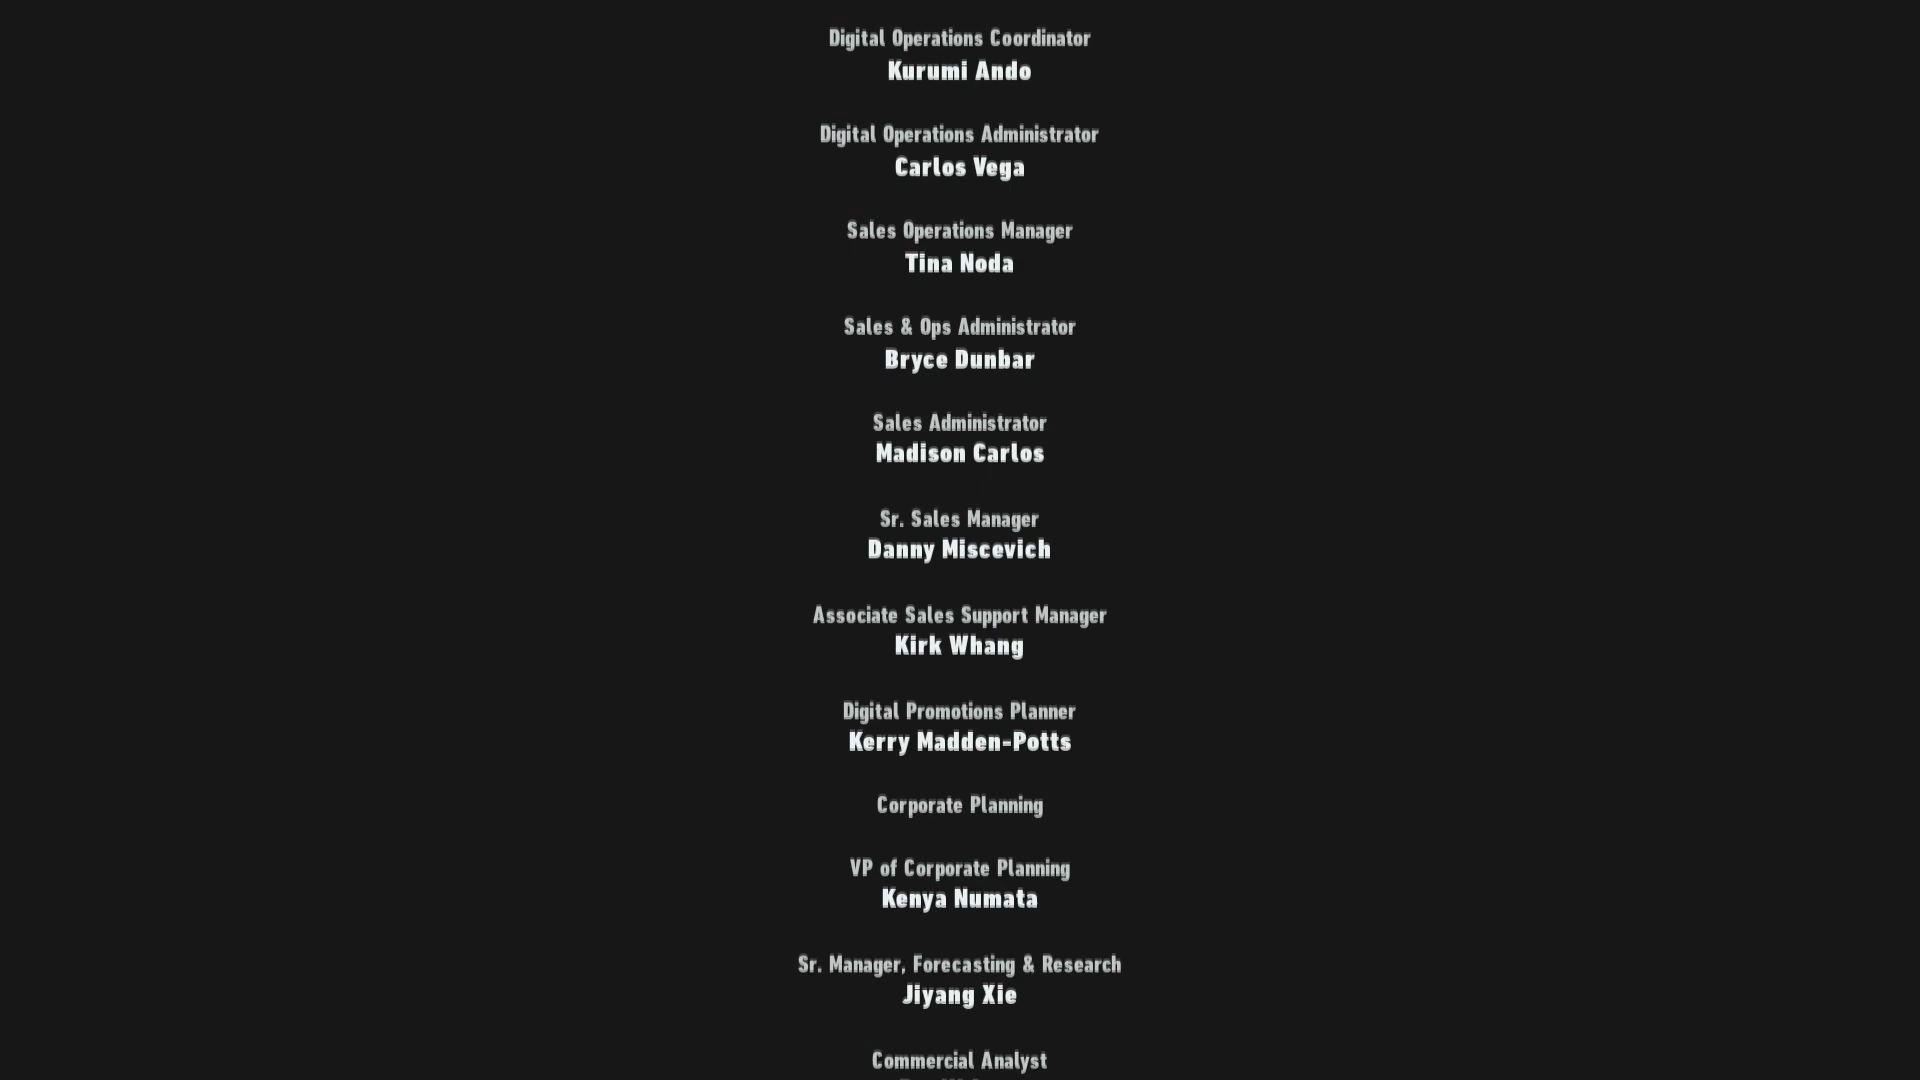 Digital Operations Coordinator
Kurumi Ando
Digital Operations Administrator
Carlos Vega
Sales Operations Manager
Tina Noda
Sales & Ops Administrator
Bryce Dunbar
Sales Administrator
Madison Carlos
Sr. Sales Manager
Danny Miscevich
Associate Sales Support Manager
Kirk Whang
Digital Promotions Planner
Kerry Madden-Potts
Corporate Planning
VP of Corporate Planning
Kenya Numata
Sr. Manager, Forecasting & Research
Jiyang Xie
Commercial Analyst